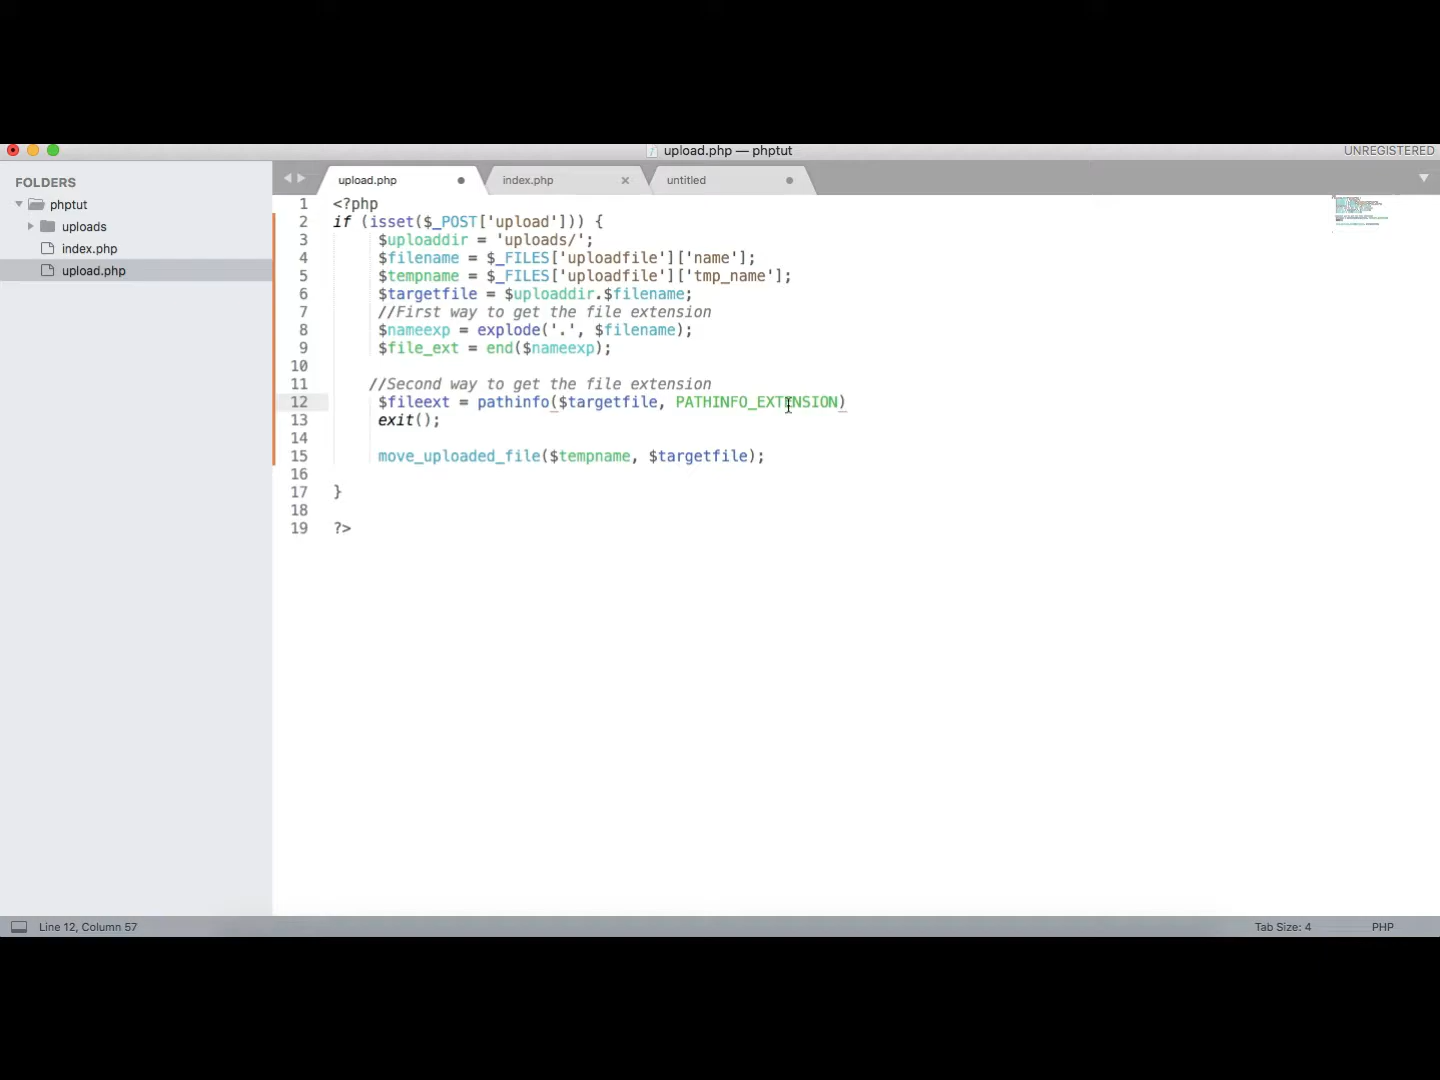 upload.php — phptut
UNREGISTERED
FOLDERS
phptut
uploads
index.php
upload.php
upload.php
index.php
untitled
1 <?php
2 if (isset($_POST['upload'])) {
3 $uploaddir = 'uploads/';
4 $filename = $_FILES['uploadfile']['name'];
5 $tempname = $_FILES['uploadfile']['tmp_name'];
6 $targetfile = $uploaddir.$filename;
7 //First way to get the file extension
8 $nameexp = explode('.', $filename);
9 $file_ext = end($nameexp);
10
11 //Second way to get the file extension
12 $fileext = pathinfo($targetfile, PATHINFO_EXTENSION)
13 exit();
14
15 move_uploaded_file($tempname, $targetfile);
16
17 }
18
19 ?>
Line 12, Column 57
Tab Size: 4
PHP